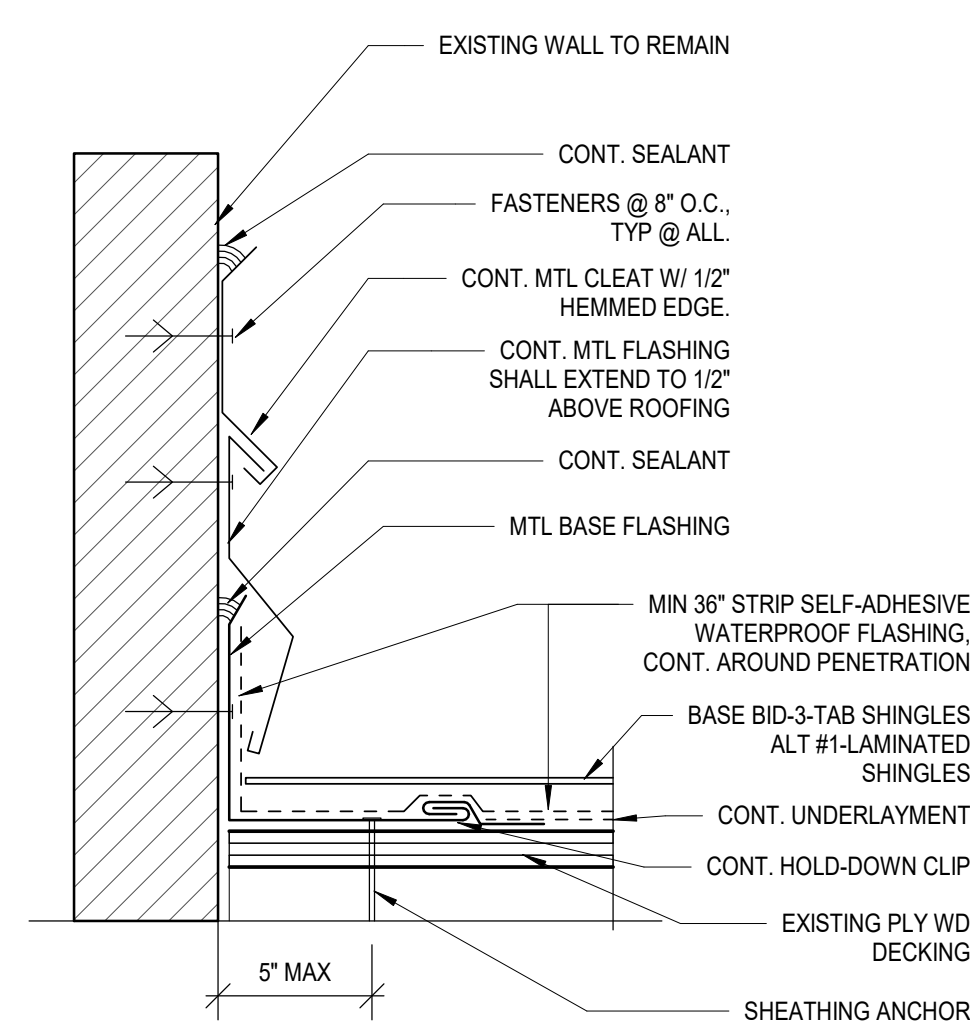 EXISTING WALL TO REMAIN
CONT. SEALANT
FASTENERS @ 8" O.C.,
TYP @ ALL.
CONT. MTL CLEAT W/ 1/2"
HEMMED EDGE.
CONT. MTL FLASHING
SHALL EXTEND TO 1/2"
ABOVE ROOFING
CONT. SEALANT
MTL BASE FLASHING
MIN 36" STRIP SELF-ADHESIVE
WATERPROOF FLASHING,
CONT. AROUND PENETRATION
BASE BID-3-TAB SHINGLES
ALT #1-LAMINATED
SHINGLES
CONT. UNDERLAYMENT
CONT. HOLD-DOWN CLIP
EXISTING PLY WD
DECKING
5" MAX
SHEATHING ANCHOR